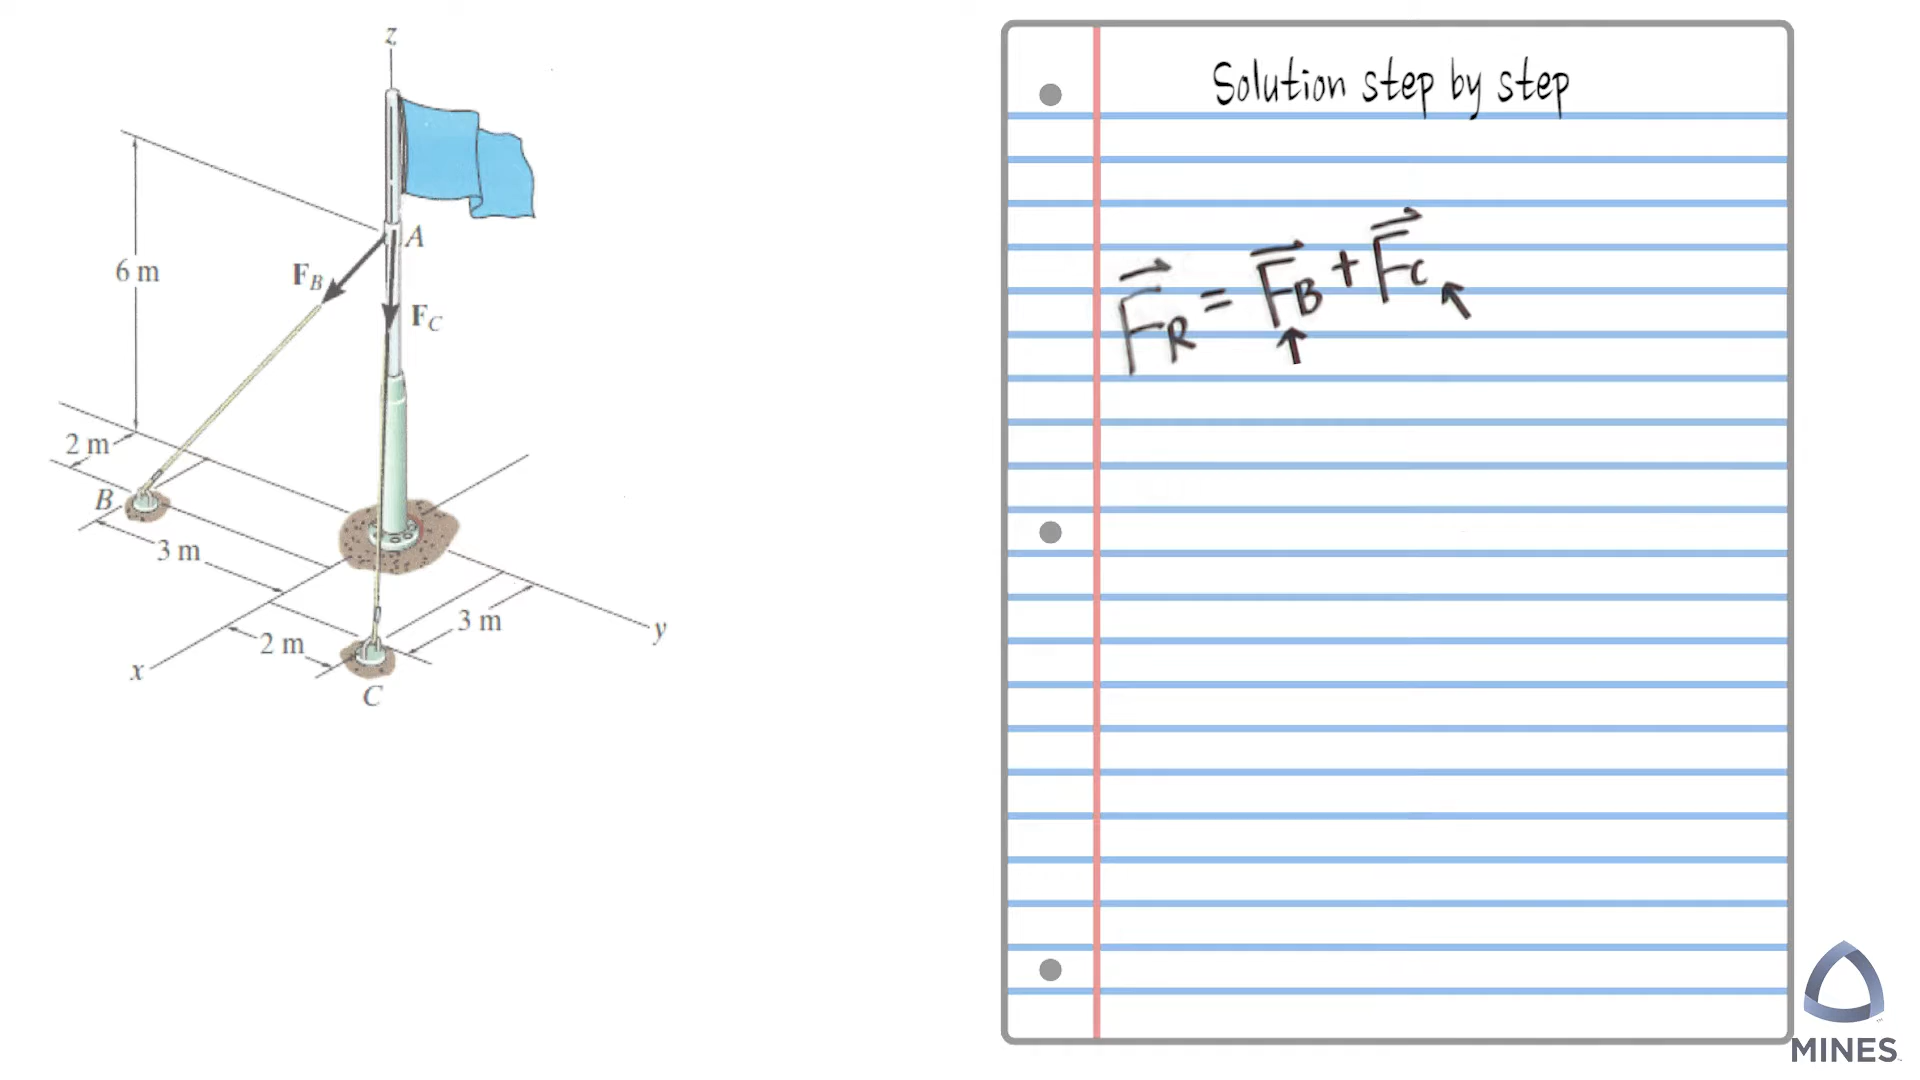 z
A
6 m
F_B
F_C
2 m
B
3 m
3 m
2 m
y
x
C
Solution step by step
F_R = F_B + F_C
MINES